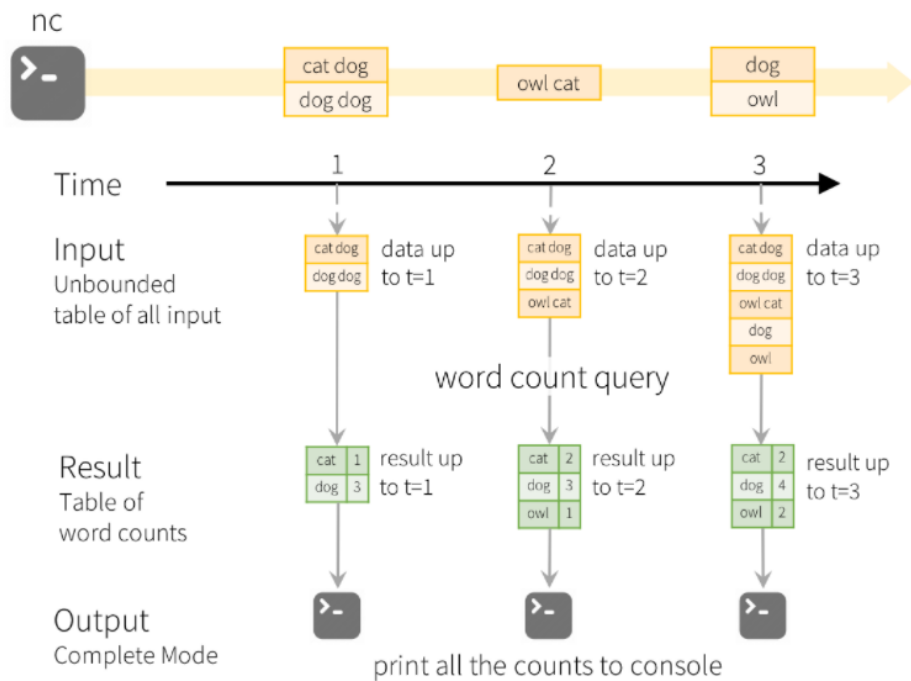 nc
>_
cat dog
dog dog
owl cat
dog
owl
Time
1
2
3
Input
Unbounded
table of all input
cat dog
dog dog
data up
to t=1
cat dog
dog dog
owl cat
data up
to t=2
cat dog
dog dog
owl cat
dog
owl
data up
to t=3
word count query
Result
Table of
word counts
cat 1
dog 3
result up
to t=1
cat 2
dog 3
owl 1
result up
to t=2
cat 2
dog 4
owl 2
result up
to t=3
Output
Complete Mode
>_
>_
>_
print all the counts to console